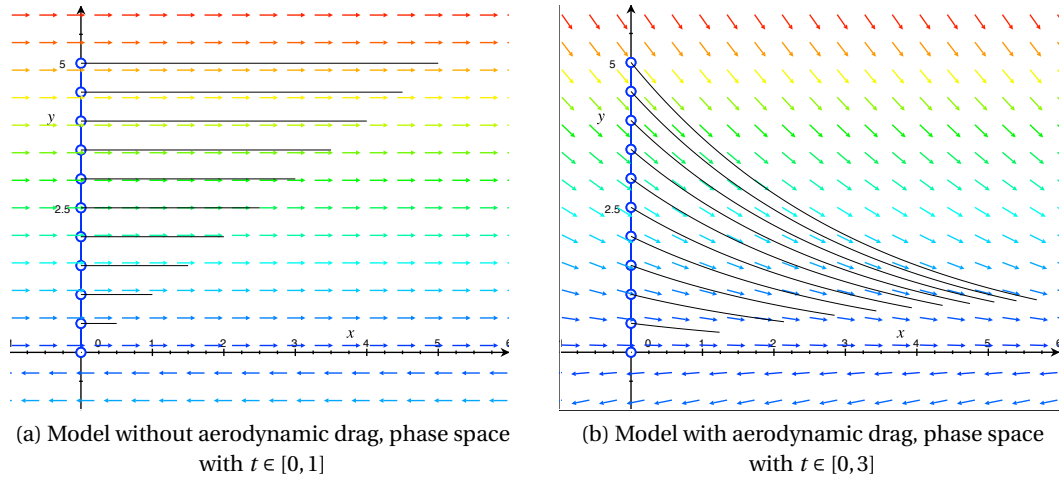 5
y
2.5
x
0 1 2 3 4 5 6
(a) Model without aerodynamic drag, phase space
with t ∈ [0, 1]
5
y
2.5
x
0 1 2 3 4 5 6
(b) Model with aerodynamic drag, phase space
with t ∈ [0, 3]